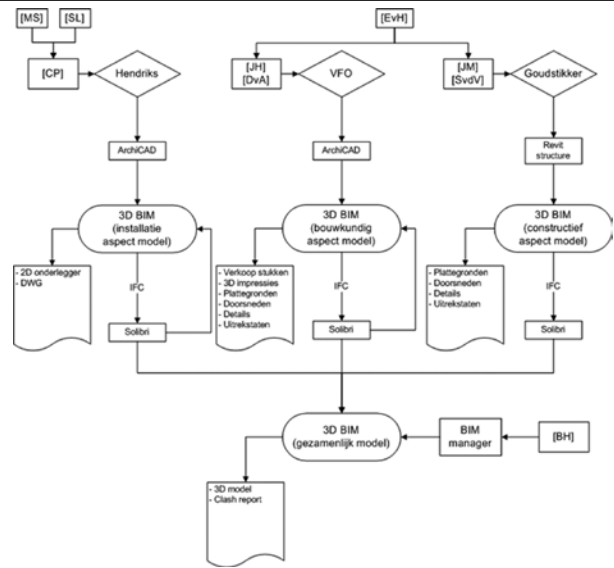 [MS]
[SL]
[EvH]
[CP]
Hendriks
[JH]
[DvA]
VFO
[JM]
[SvdV]
Goudstikker
ArchiCAD
ArchiCAD
Revit
structure
3D BIM
(installatie
aspect model)
3D BIM
(bouwkundig
aspect model)
3D BIM
(constructief
aspect model)
- 2D onderlegger
- DWG
IFC
Solibri
- Verkoop stukken
- 3D impressies
- Plattegronden
- Doorsneden
- Details
- Uitrekstaten
IFC
Solibri
- Plattegronden
- Doorsneden
- Details
- Uitrekstaten
IFC
Solibri
3D BIM
(gezamenlijk model)
BIM
manager
[BH]
- 3D model
- Clash report